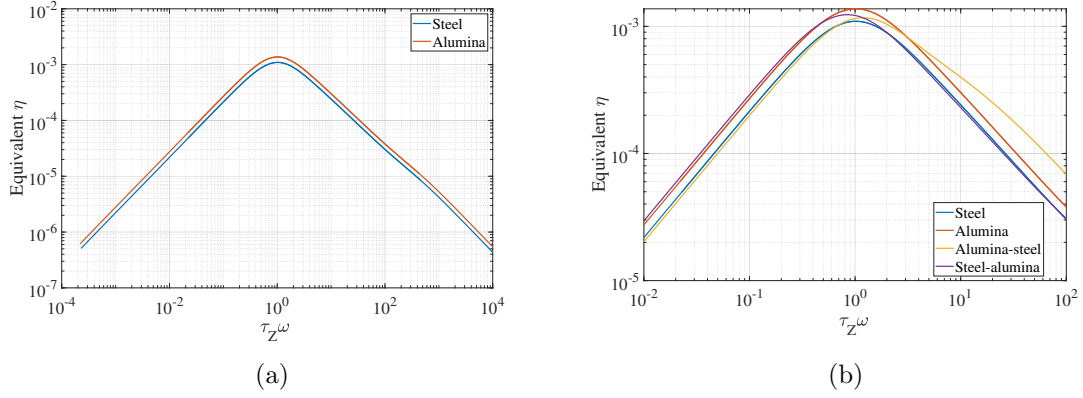 10^-2
10^-3
10^-4
10^-5
10^-6
10^-7
Equivalent η
Steel
Alumina
10^-4
10^-2
10^0
10^2
10^4
τ_Z ω
(a)
10^-3
10^-4
10^-5
Equivalent η
Steel
Alumina
Alumina-steel
Steel-alumina
10^-2
10^-1
10^0
10^1
10^2
τ_Z ω
(b)